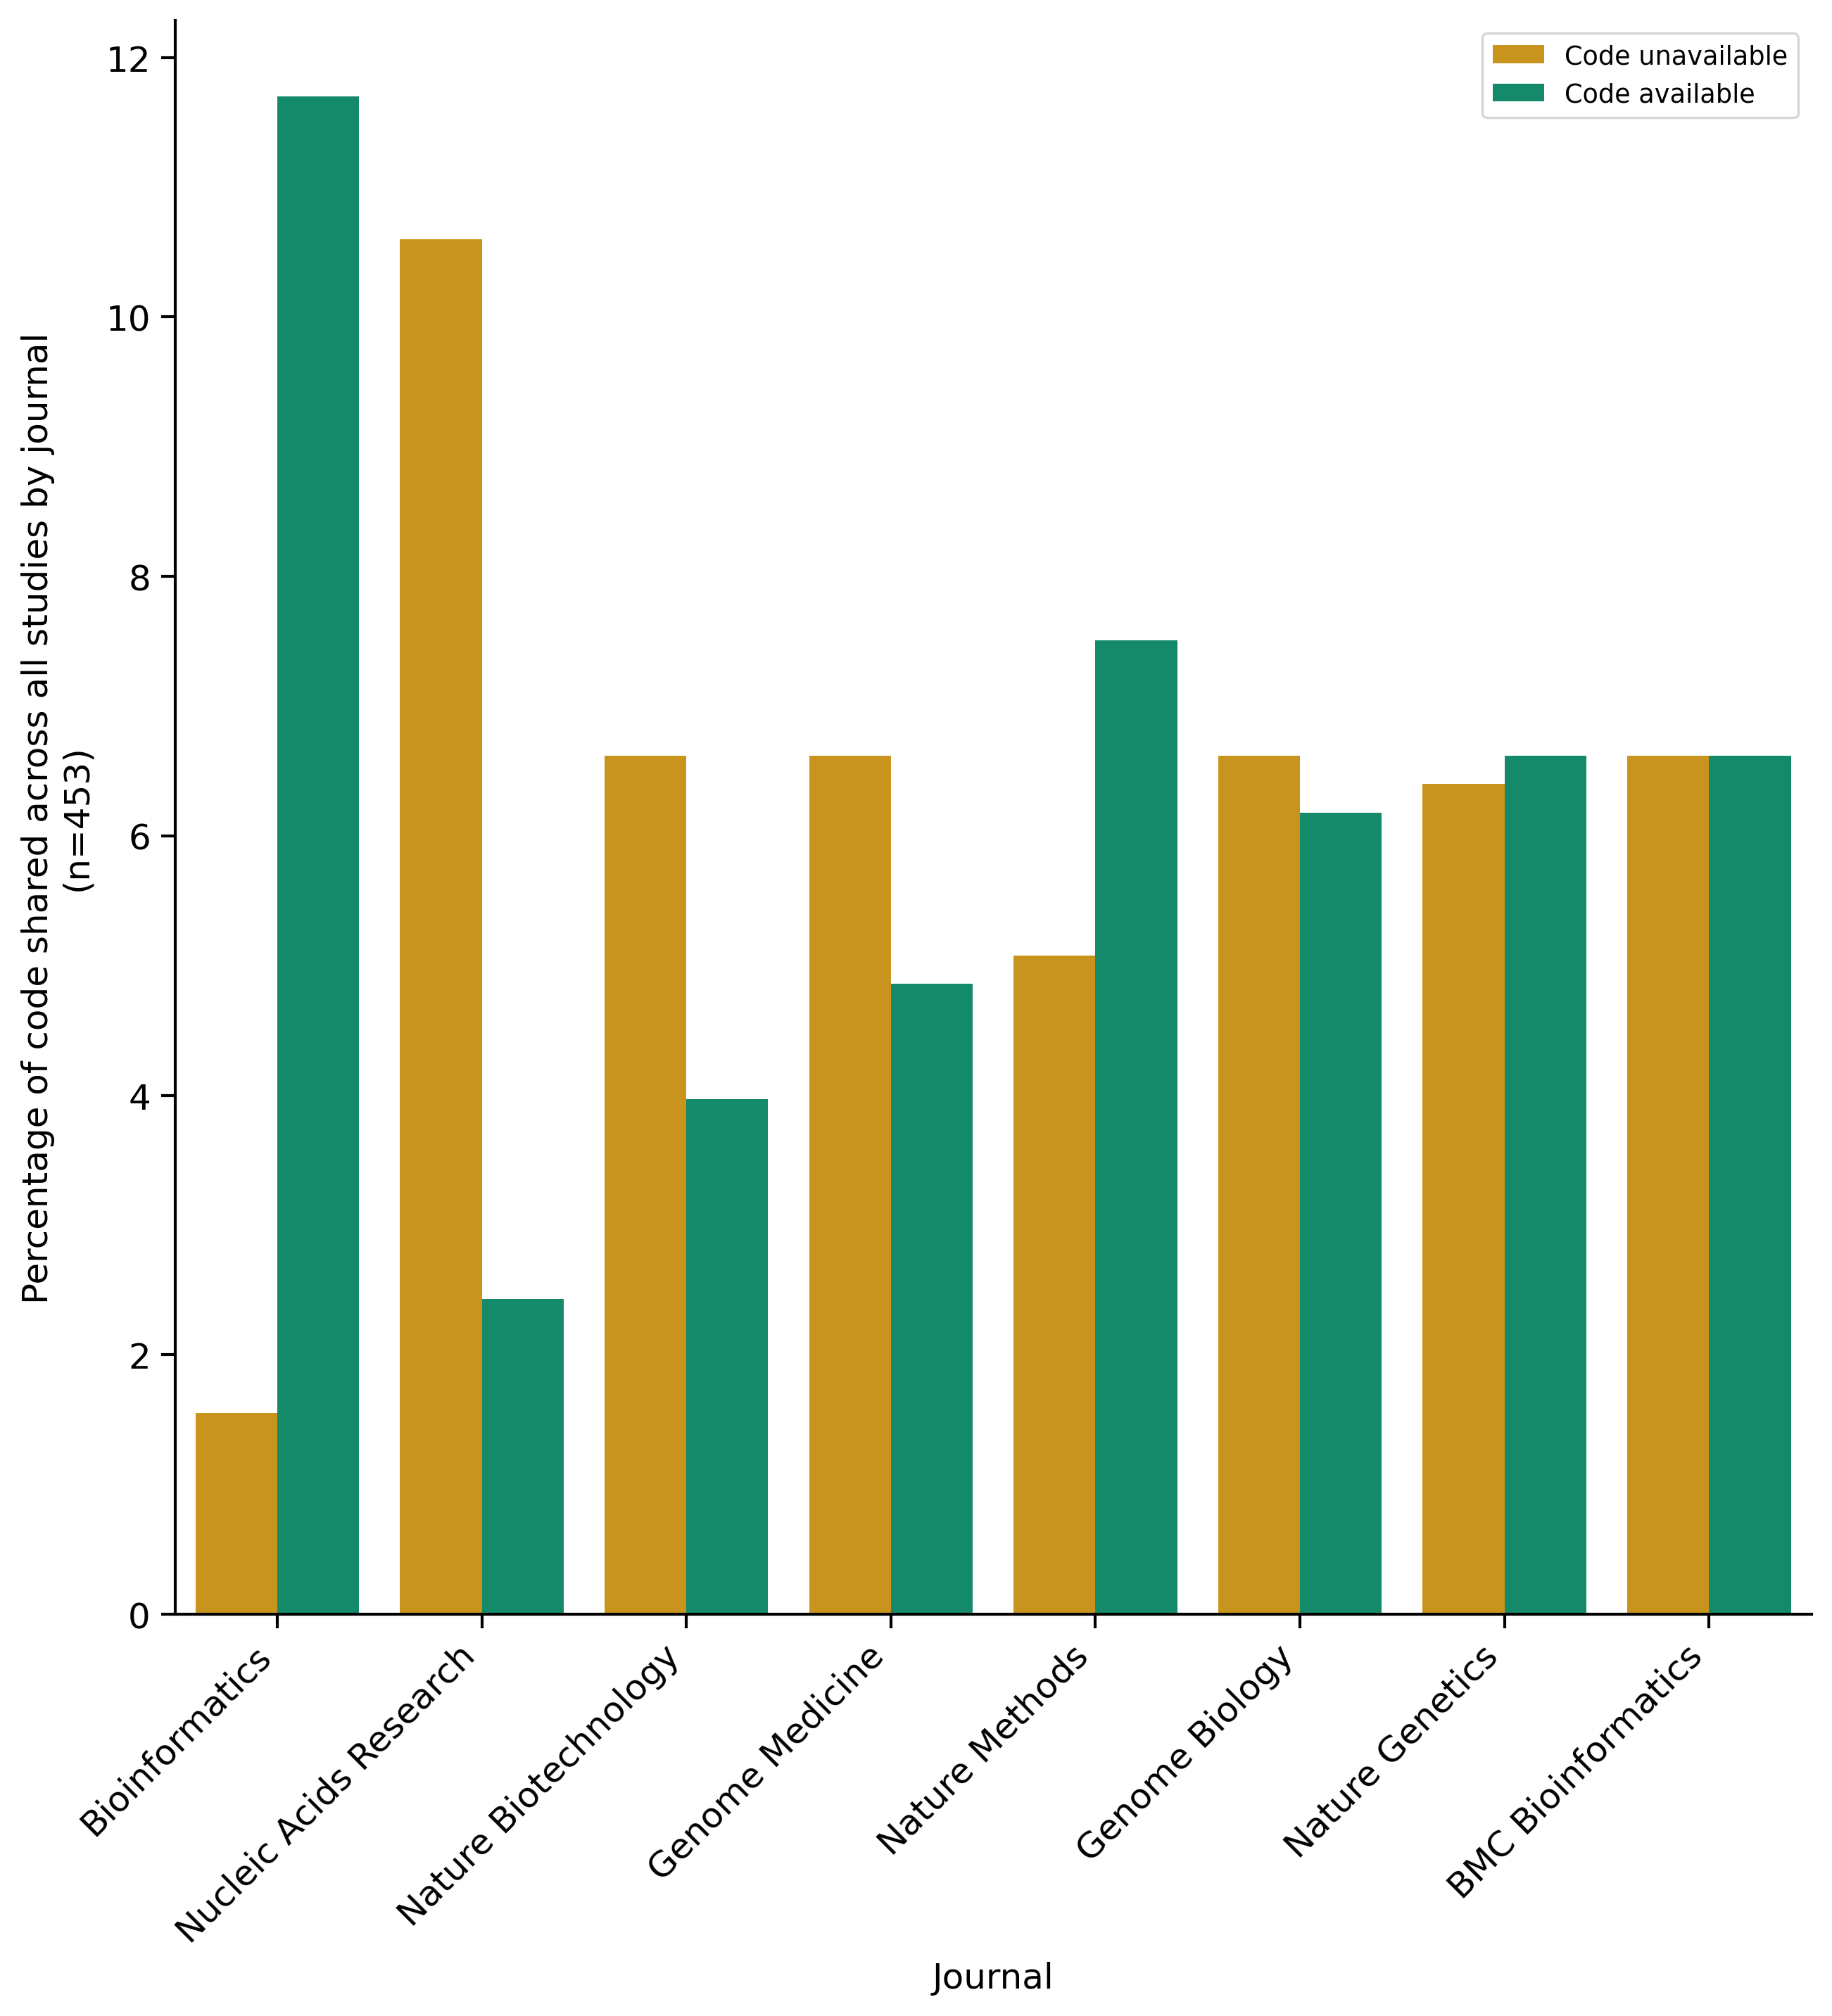 Code unavailable
Code available
Percentage of code shared across all studies by journal
(n=453)
12
10
8
6
4
2
0
Bioinformatics
Nucleic Acids Research
Nature Biotechnology
Genome Medicine
Nature Methods
Genome Biology
Nature Genetics
BMC Bioinformatics
Journal